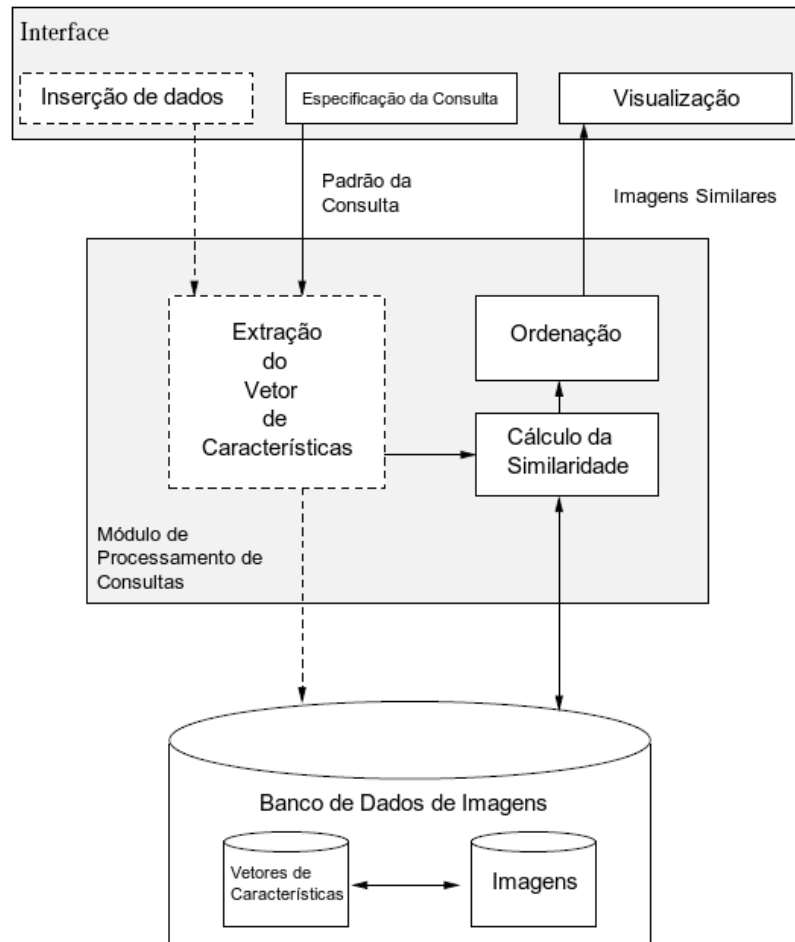 Interface
Inserção de dados
Especificação da Consulta
Visualização
Padrão da
Consulta
Imagens Similares
Extração
do
Vetor
de
Características
Ordenação
Cálculo da
Similaridade
Módulo de
Processamento de
Consultas
Banco de Dados de Imagens
Vetores de
Características
Imagens